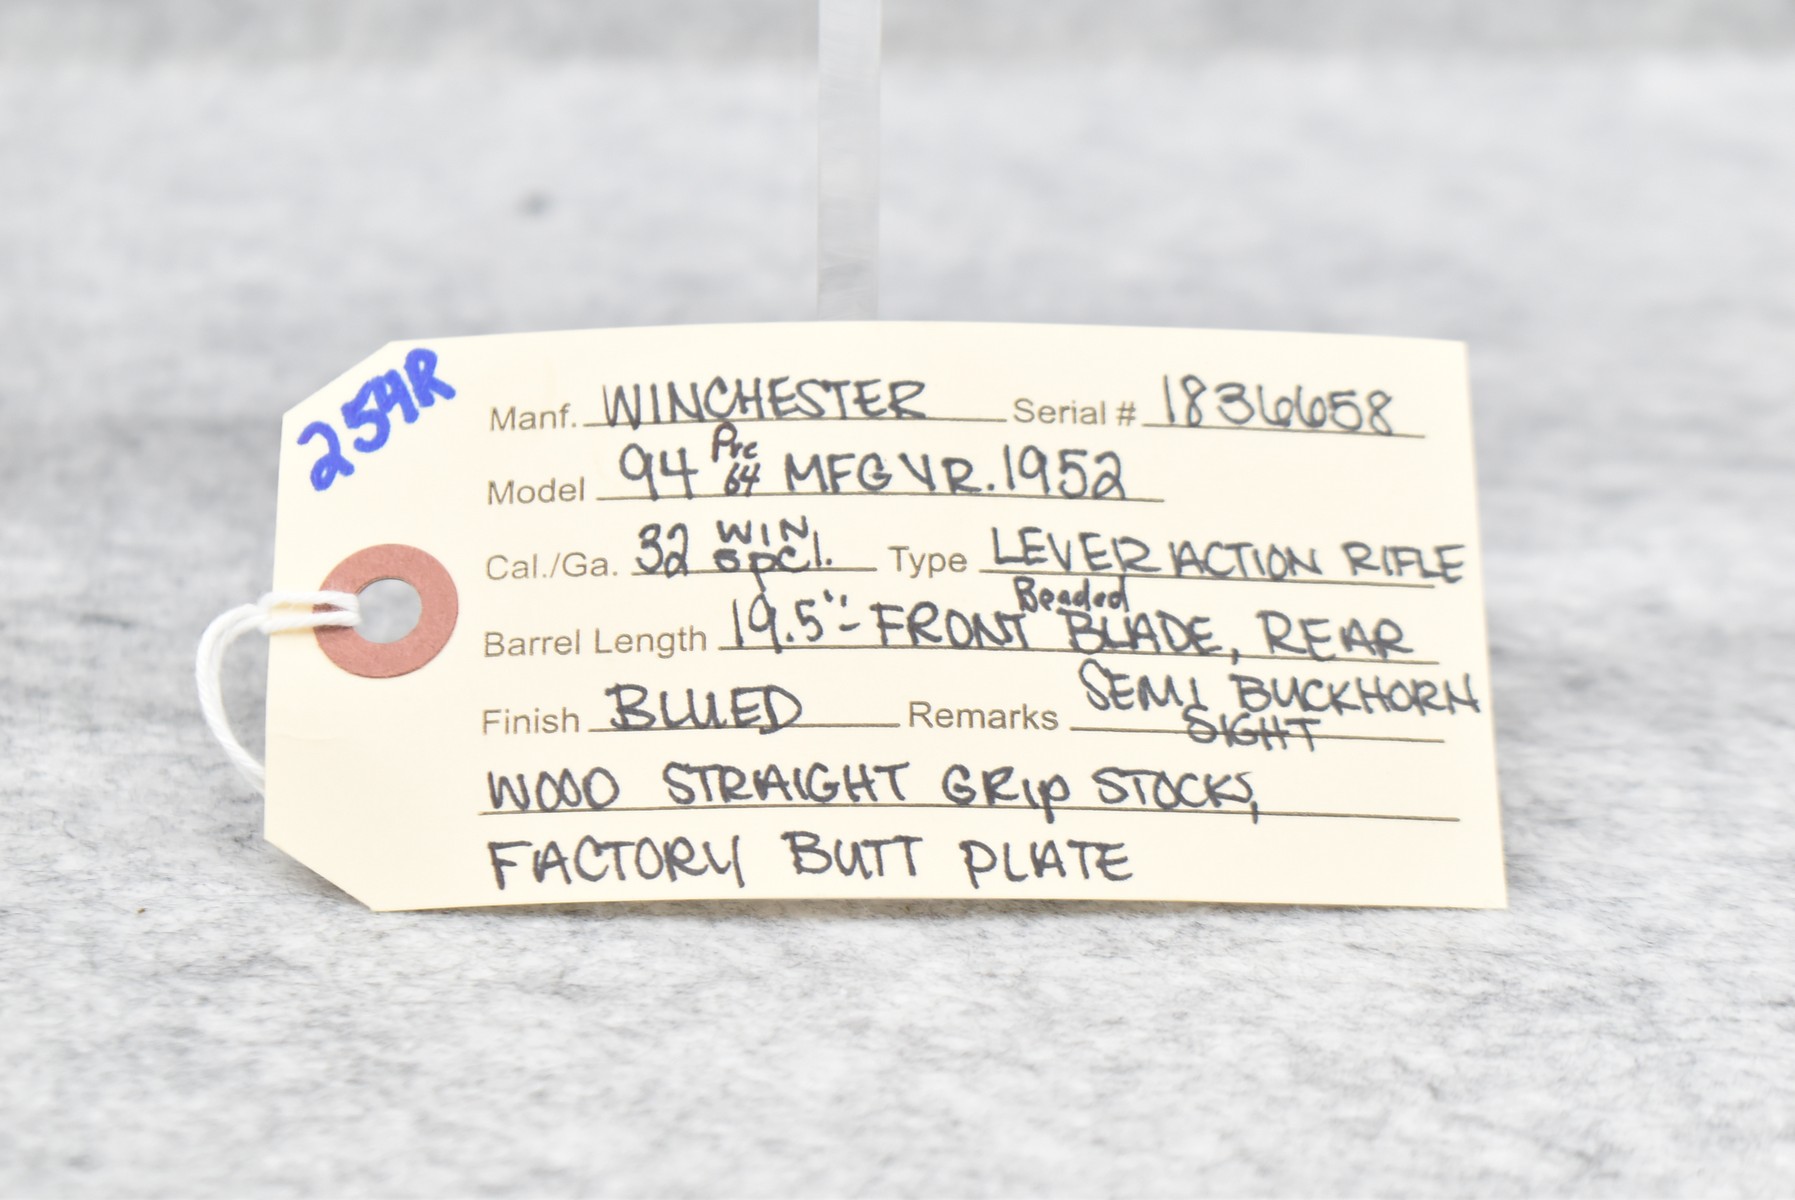 259R
Manf. WINCHESTER Serial # 1836658
Model 94 Pre 64 MFG YR. 1952
Cal./Ga. 32 WIN Spcl. Type LEVER ACTION RIFLE
Barrel Length 19.5" - FRONT Beaded BLADE, REAR
Finish BLUED Remarks SEMI BUCKHORN SIGHT
WOOD STRAIGHT GRIP STOCKS,
FACTORY BUTT PLATE